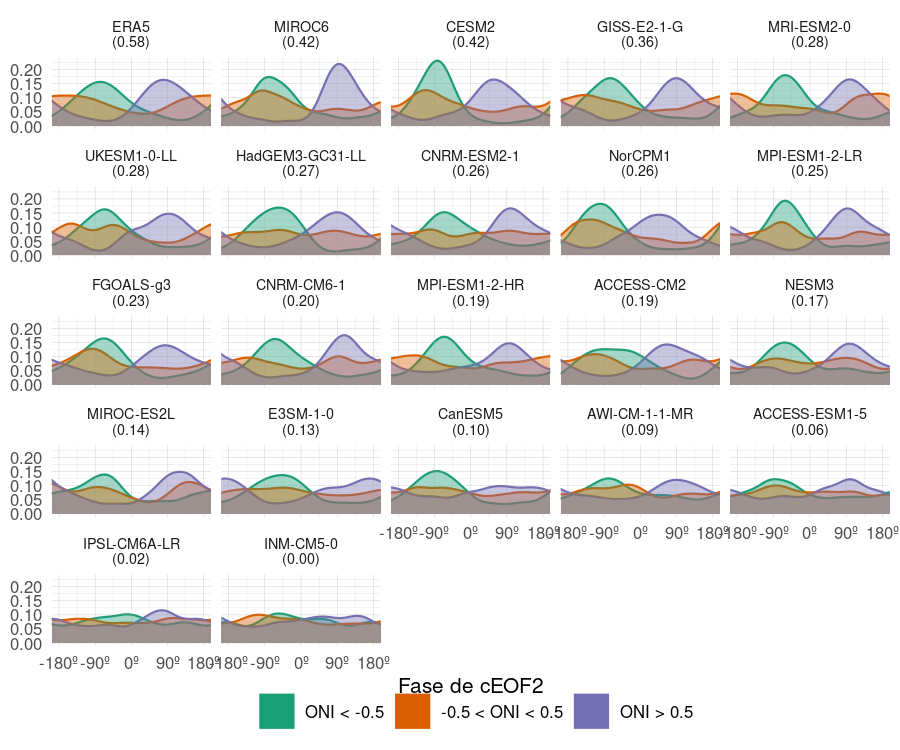 ERA5 MIROC6 CESM2 GISS-E2-1-G MRI-ESM2-0
(0.58) (0.42) (0.42) (0.36) (0.28)
0.20
0.15
0.10
0.05
0.00
UKESM1-0-LL HadGEM3-GC31-LL CNRM-ESM2-1 NorCPM1 MPI-ESM1-2-LR
(0.28) (0.27) (0.26) (0.26) (0.25)
0.20
0.15
0.10
0.05
0.00
FGOALS-g3 CNRM-CM6-1 MPI-ESM1-2-HR ACCESS-CM2 NESM3
(0.23) (0.20) (0.19) (0.19) (0.17)
0.20
0.15
0.10
0.05
0.00
MIROC-ES2L E3SM-1-0 CanESM5 AWI-CM-1-1-MR ACCESS-ESM1-5
(0.14) (0.13) (0.10) (0.09) (0.06)
0.20
0.15
0.10
0.05
0.00
-180º -90º 0º 90º 180º -180º -90º 0º 90º 180º -180º -90º 0º 90º 180º
IPSL-CM6A-LR INM-CM5-0
(0.02) (0.00)
0.20
0.15
0.10
0.05
0.00
-180º -90º 0º 90º 180º -180º -90º 0º 90º 180º
Fase de cEOF2
ONI < -0.5 -0.5 < ONI < 0.5 ONI > 0.5